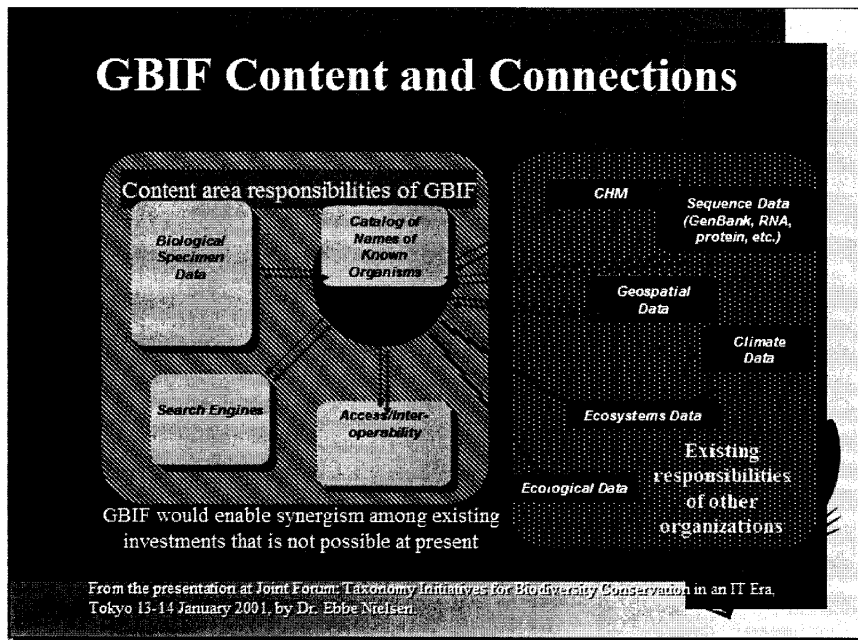 GBIF Content and Connections
Content area responsibilities of GBIF
Biological
Specimen
Data
Catalog of
Names of
Known
Organisms
Search Engines
Access/Inter-
operability
GBIF would enable synergism among existing
investments that is not possible at present
CHM
Sequence Data
(GenBank, RNA,
protein, etc.)
Geospatial
Data
Climate
Data
Ecosystems Data
Ecological Data
Existing
responsibilities
of other
organizations
From the presentation at Joint Forum: Taxonomy Initiatives for Biodiversity Conservation in an IT Era,
Tokyo 13-14 January 2001, by Dr. Ebbe Nielsen.